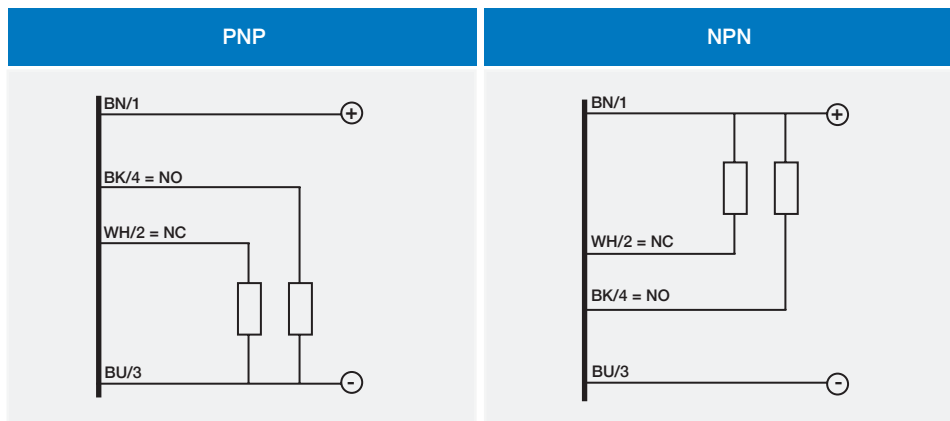 PNP
BN/1
+
BK/4 = NO
WH/2 = NC
BU/3
-
NPN
BN/1
+
WH/2 = NC
BK/4 = NO
BU/3
-